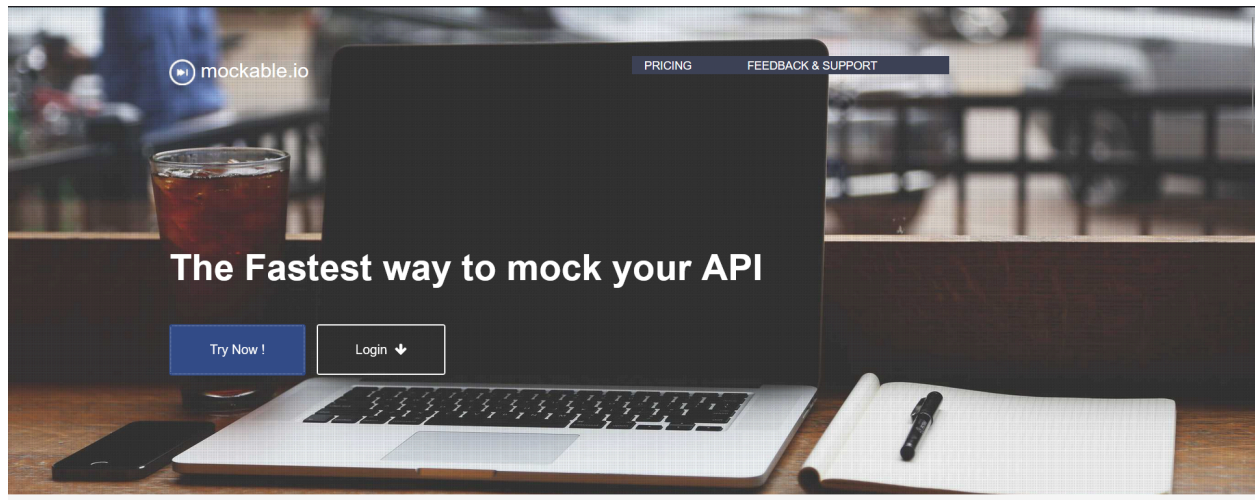 mockable.io
PRICING FEEDBACK & SUPPORT
The Fastest way to mock your API
Try Now !
Login